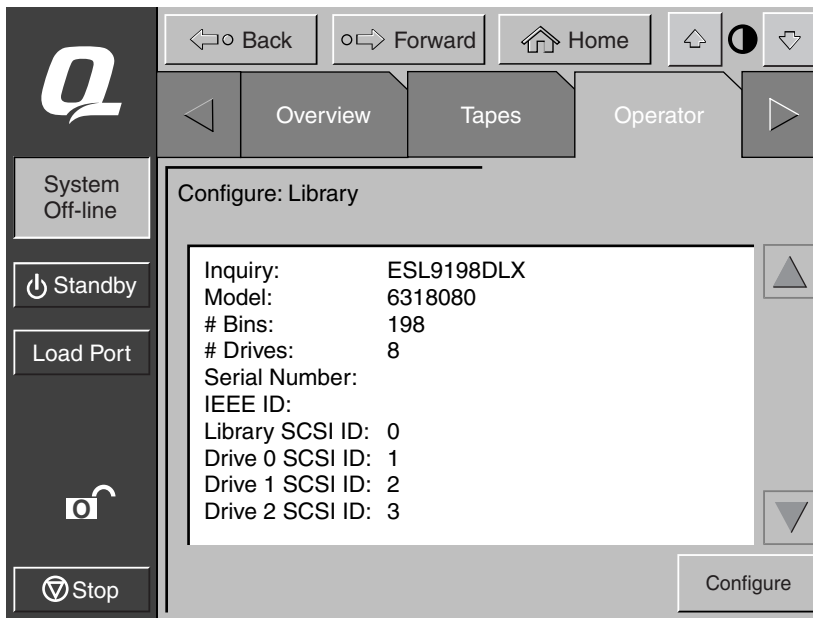 Q
Back
Forward
Home
Overview
Tapes
Operator
System
Off-line
Standby
Load Port
O
Stop
Configure: Library
Inquiry: ESL9198DLX
Model: 6318080
# Bins: 198
# Drives: 8
Serial Number:
IEEE ID:
Library SCSI ID: 0
Drive 0 SCSI ID: 1
Drive 1 SCSI ID: 2
Drive 2 SCSI ID: 3
Configure